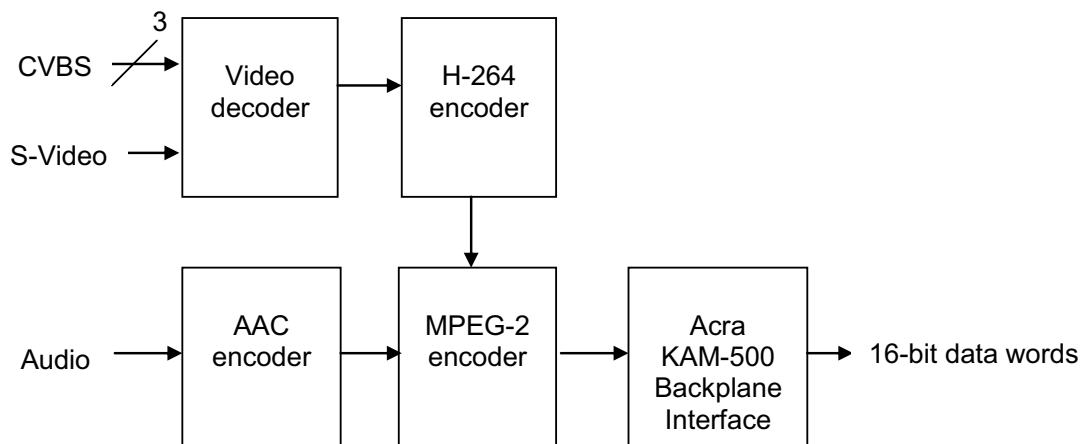 3
CVBS
Video
decoder
H-264
encoder
S-Video
Audio
AAC
encoder
MPEG-2
encoder
Acra
KAM-500
Backplane
Interface
16-bit data words